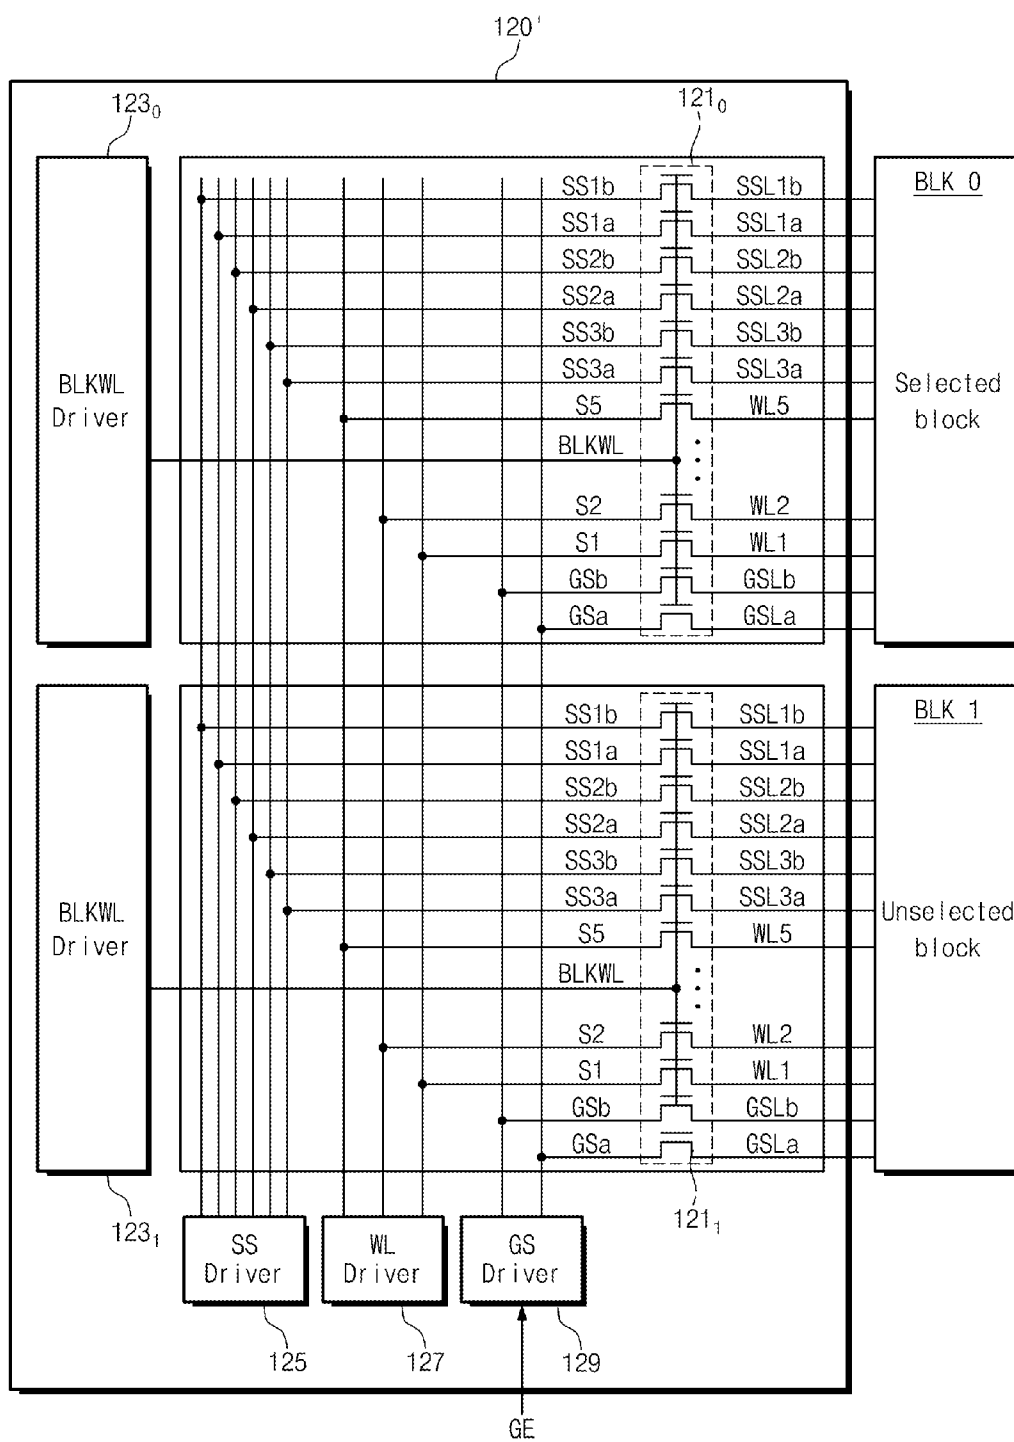 120'
123₀
121₀
SS1b SSL1b
SS1a SSL1a
SS2b SSL2b
SS2a SSL2a
SS3b SSL3b
SS3a SSL3a
S5 WL5
BLKWL
S2 WL2
S1 WL1
GSb GSLb
GSa GSLa
BLKWL
Driver
BLK 0
Selected
block
SS1b SSL1b
SS1a SSL1a
SS2b SSL2b
SS2a SSL2a
SS3b SSL3b
SS3a SSL3a
S5 WL5
BLKWL
S2 WL2
S1 WL1
GSb GSLb
GSa GSLa
BLKWL
Driver
BLK 1
Unselected
block
123₁
121₁
SS
Driver
WL
Driver
GS
Driver
125
127
129
GE